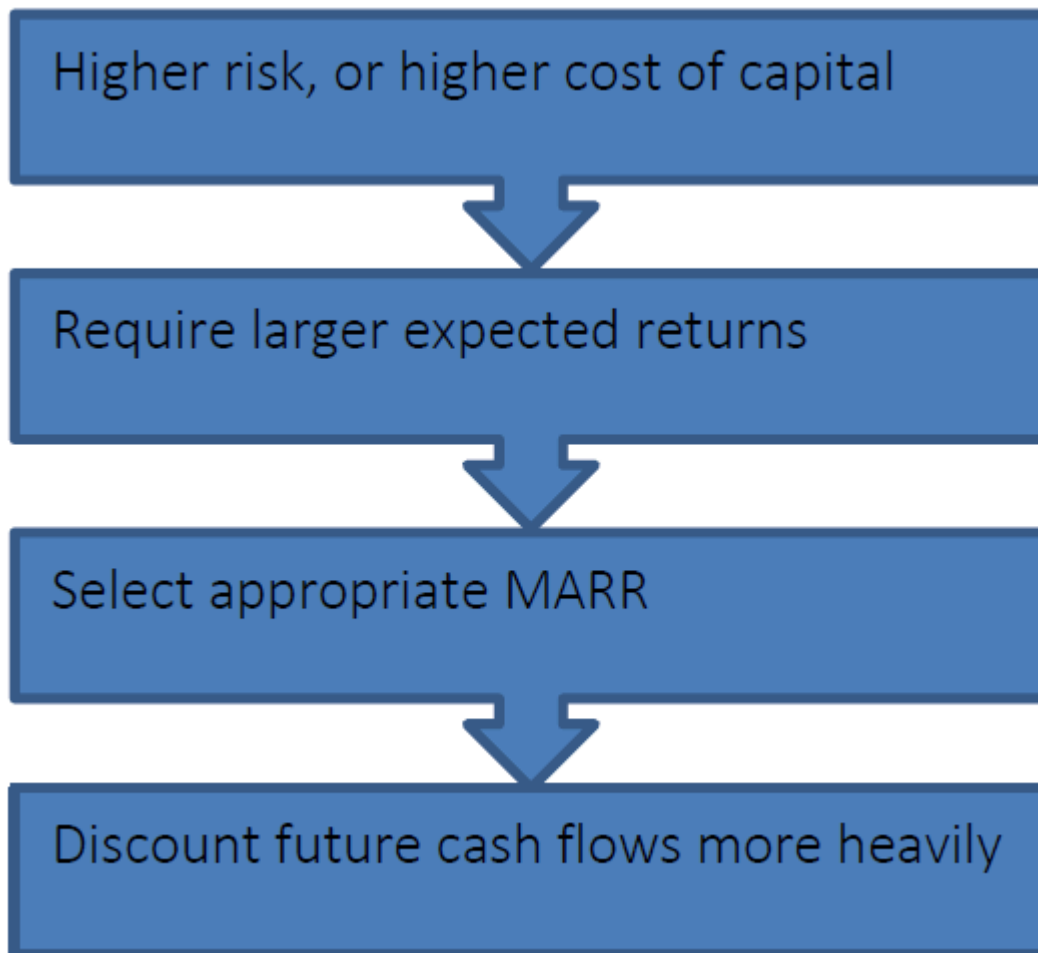 Higher risk, or higher cost of capital
Require larger expected returns
Select appropriate MARR
Discount future cash flows more heavily